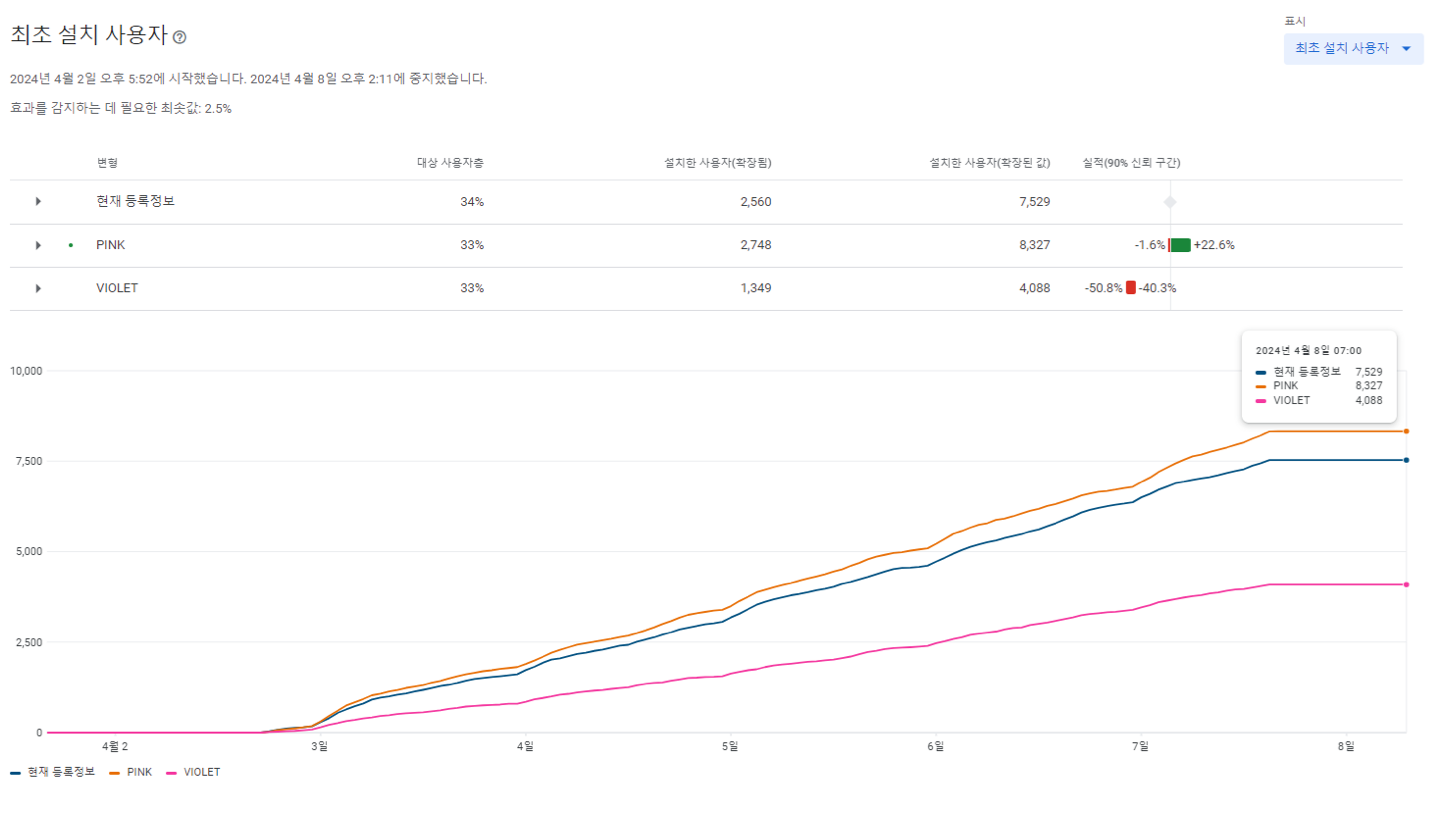 최초 설치 사용자
표시
최초 설치 사용자
2024년 4월 2일 오후 5:52에 시작했습니다. 2024년 4월 8일 오후 2:11에 중지했습니다.
효과를 감지하는 데 필요한 최솟값: 2.5%
변형 대상 사용자층 설치한 사용자(확장됨) 설치한 사용자(확장된 값) 실적(90% 신뢰 구간)
현재 등록정보 34% 2,560 7,529
PINK 33% 2,748 8,327 -1.6% +22.6%
VIOLET 33% 1,349 4,088 -50.8% -40.3%
2024년 4월 8일 07:00
현재 등록정보 7,529
PINK 8,327
VIOLET 4,088
10,000
7,500
5,000
2,500
0
4월 2 3일 4일 5일 6일 7일 8일
현재 등록정보 PINK VIOLET